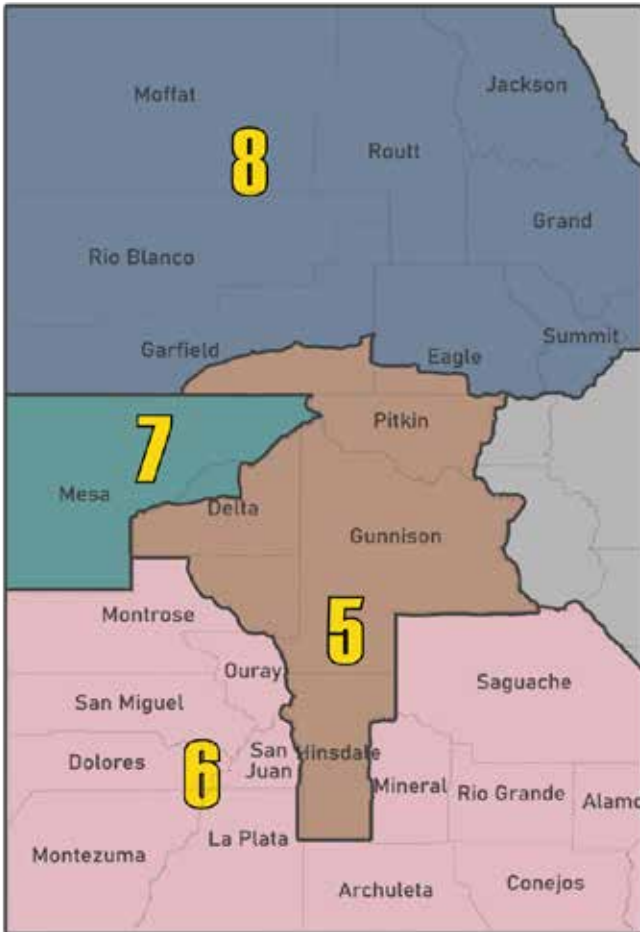 Moffat
Jackson
8
Routt
Grand
Rio Blanco
Garfield
Eagle
Summit
7
Pitkin
Mesa
Delta
Gunnison
Montrose
5
Ouray
Saguache
San Miguel
San
Juan
Hinsdale
Dolores
6
Mineral
Rio Grande
Alamo
La Plata
Montezuma
Archuleta
Conejos